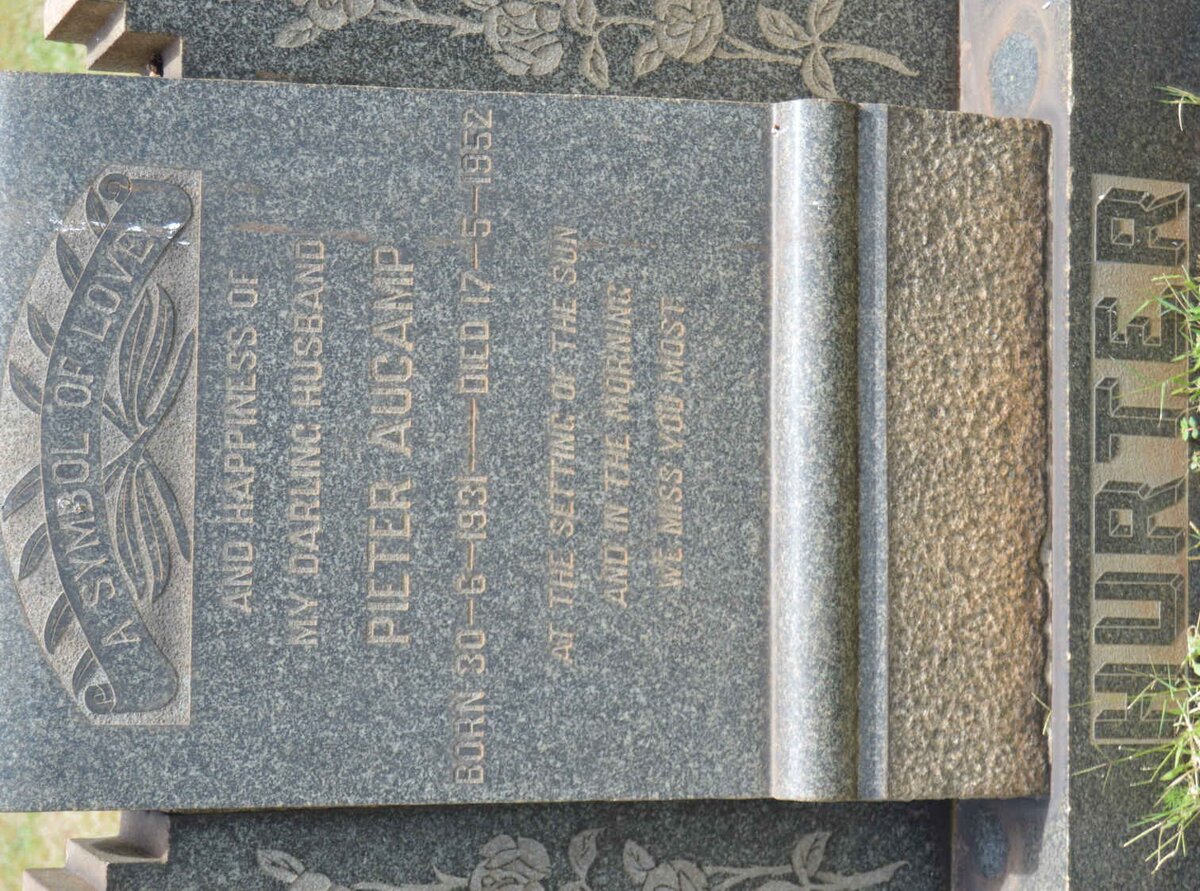 A SYMBOL OF LOVE
AND HAPPINESS OF
MY DARLING HUSBAND
PIETER AUCAMP
BORN 30-6-1931 — DIED 17-5-1952
AT THE SETTING OF THE SUN
AND IN THE MORNING
WE MISS YOU MOST
HURTER